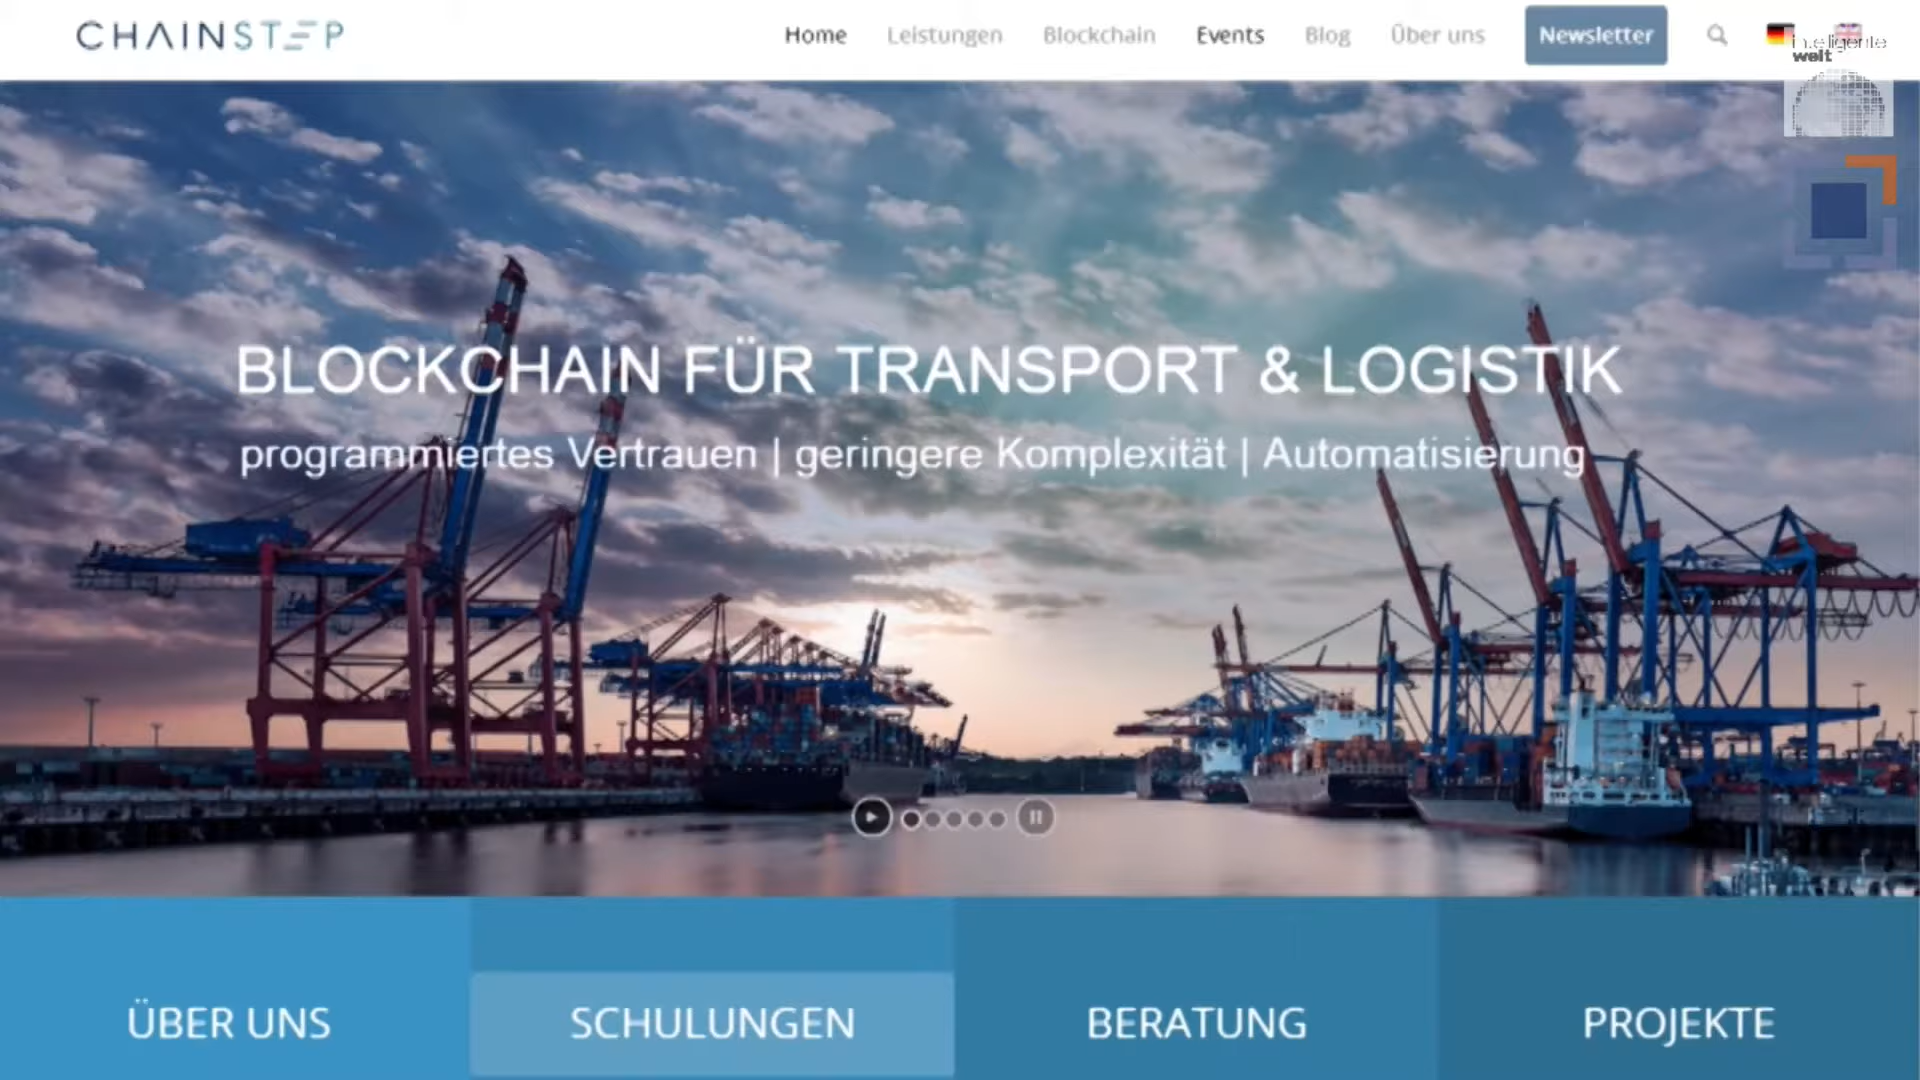 CHAINSTEP
Home Leistungen Blockchain Events Blog Über uns Newsletter
intelligente
welt
BLOCKCHAIN FÜR TRANSPORT & LOGISTIK
programmiertes Vertrauen | geringere Komplexität | Automatisierung
ÜBER UNS SCHULUNGEN BERATUNG PROJEKTE